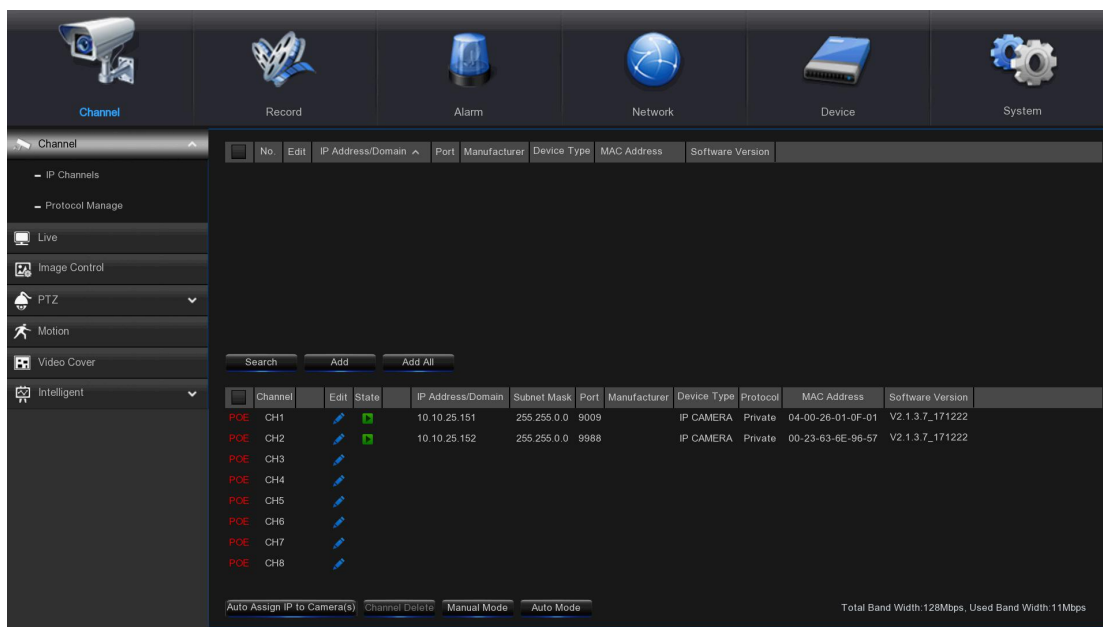 Channel Record Alarm Network Device System
Channel
IP Channels
Protocol Manage
Live
Image Control
PTZ
Motion
Video Cover
Intelligent
No. Edit IP Address/Domain Port Manufacturer Device Type MAC Address Software Version
Search Add Add All
Channel Edit State IP Address/Domain Subnet Mask Port Manufacturer Device Type Protocol MAC Address Software Version
POE CH1 10.10.25.151 255.255.0.0 9009 IP CAMERA Private 04-00-26-01-0F-01 V2.1.3.7_171222
POE CH2 10.10.25.152 255.255.0.0 9988 IP CAMERA Private 00-23-63-6E-96-57 V2.1.3.7_171222
POE CH3
POE CH4
POE CH5
POE CH6
POE CH7
POE CH8
Auto Assign IP to Camera(s) Channel Delete Manual Mode Auto Mode Total Band Width:128Mbps, Used Band Width:11Mbps